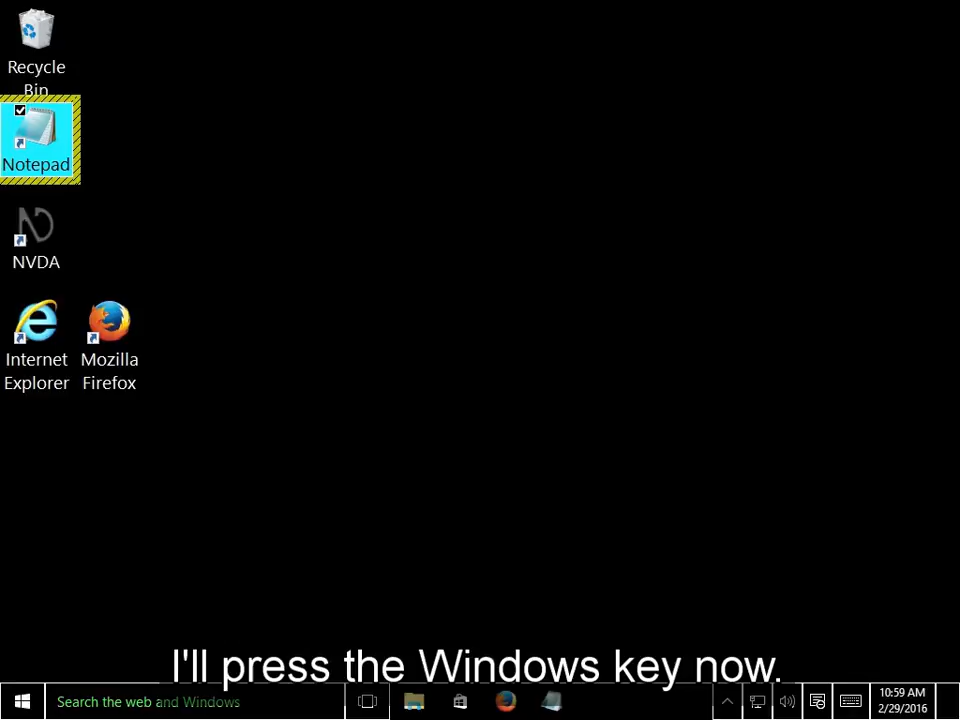 Recycle
Bin
Notepad
NVDA
Internet
Explorer
Mozilla
Firefox
I'll press the Windows key now.
Search the web and Windows
10:59 AM
2/29/2016